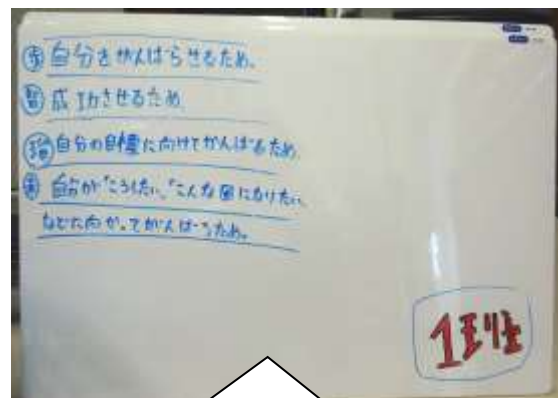 自分をがんばらせるため。
成功させるため
自分の目標に向けてがんばるため。
自分が「こうしたい、「こんな風になりたい、
などに向かってがんばるため。
1班